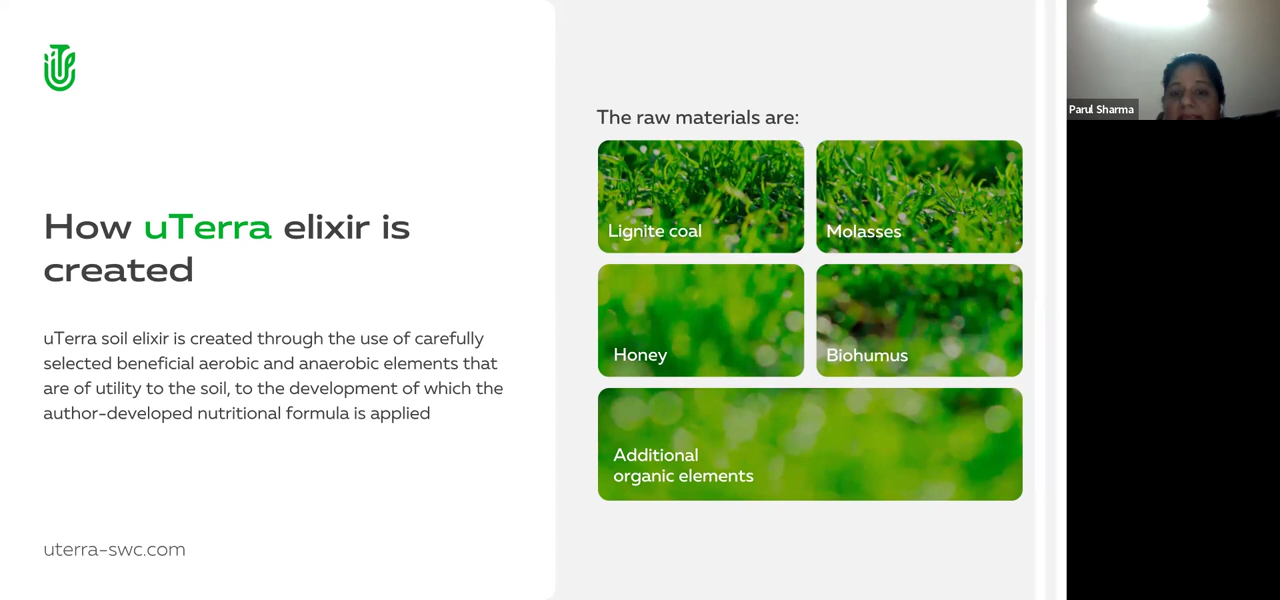 How uTerra elixir is
created
uTerra soil elixir is created through the use of carefully
selected beneficial aerobic and anaerobic elements that
are of utility to the soil, to the development of which the
author-developed nutritional formula is applied
uterra-swc.com
The raw materials are:
Lignite coal
Molasses
Honey
Biohumus
Additional
organic elements
Parul Sharma